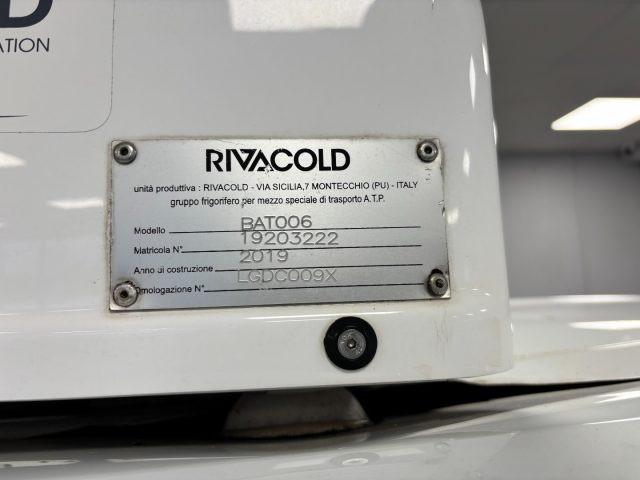 D
ATION
RIVACOLD
unità produttiva : RIVACOLD - VIA SICILIA,7 MONTECCHIO (PU) - ITALY
gruppo frigorifero per mezzo speciale di trasporto A.T.P.
Modello BAT006
Matricola N° 19203222
Anno di costruzione 2019
Omologazione N° LGDC009X